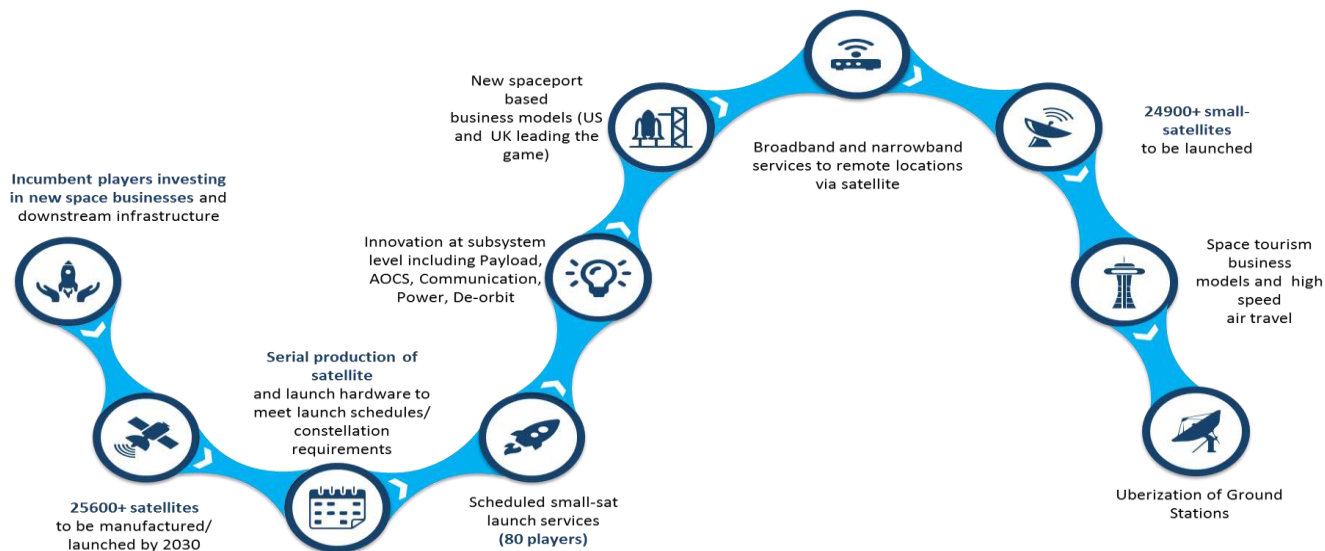 Incumbent players investing
in new space businesses and
downstream infrastructure
25600+ satellites
to be manufactured/
launched by 2030
Serial production of
satellite
and launch hardware to
meet launch schedules/
constellation
requirements
Scheduled small-sat
launch services
(80 players)
Innovation at subsystem
level including Payload,
AOCS, Communication,
Power, De-orbit
New spaceport
based
business models (US
and UK leading the
game)
Broadband and narrowband
services to remote locations
via satellite
24900+ small-
satellites
to be launched
Space tourism
business
models and high
speed
air travel
Uberization of Ground
Stations